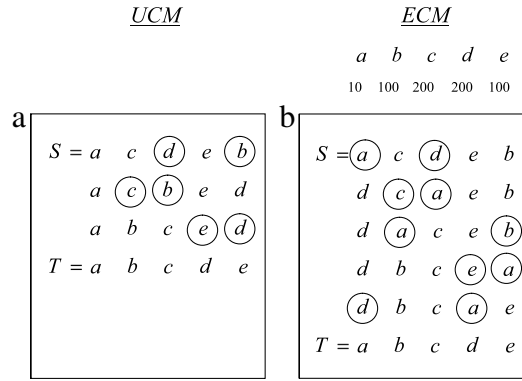 UCM ECM
a b c d e
10 100 200 200 100
a b
S = a c d e b S = a c d e b
a c b e d d c a e b
a b c e d d a c e b
T = a b c d e d b c e a
d b c a e
T = a b c d e